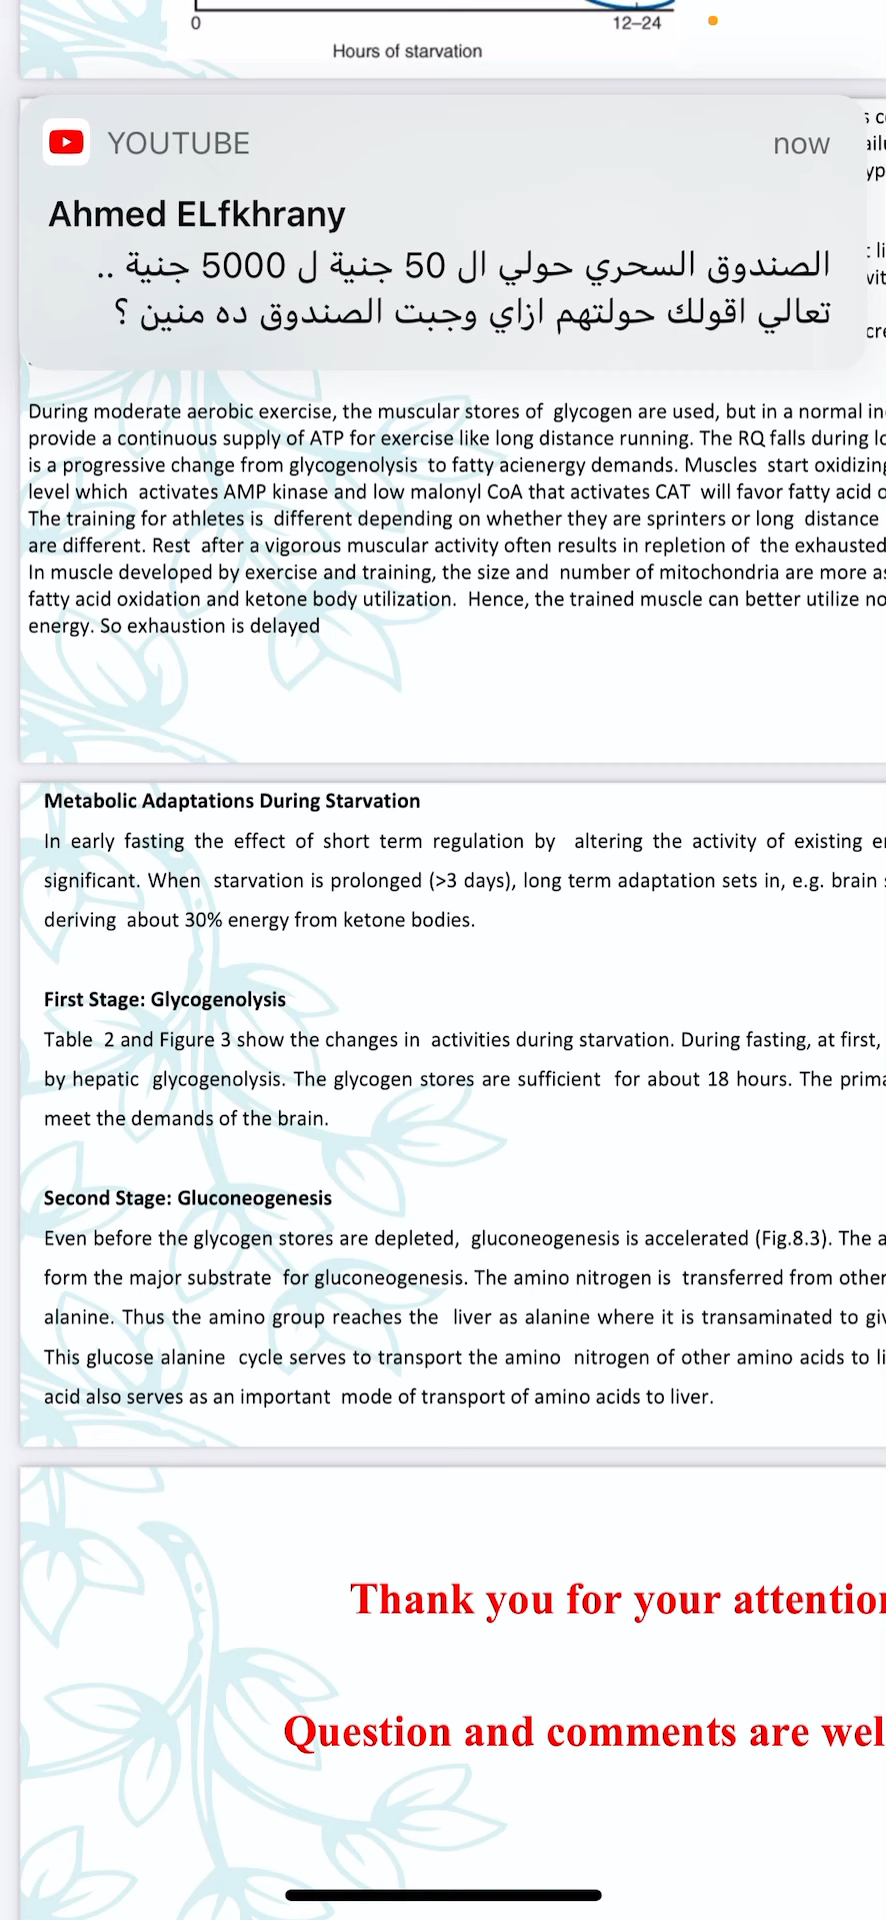 0
12–24
Hours of starvation
YOUTUBE
now
Ahmed ELfkhrany
الصندوق السحري حولي ال 50 جنية ل 5000 جنية ..
تعالي اقولك حولتهم ازاي وجبت الصندوق ده منين ؟
During moderate aerobic exercise, the muscular stores of glycogen are used, but in a normal in
provide a continuous supply of ATP for exercise like long distance running. The RQ falls during lo
is a progressive change from glycogenolysis to fatty acienergy demands. Muscles start oxidizing
level which activates AMP kinase and low malonyl CoA that activates CAT will favor fatty acid o
The training for athletes is different depending on whether they are sprinters or long distance
are different. Rest after a vigorous muscular activity often results in repletion of the exhausted
In muscle developed by exercise and training, the size and number of mitochondria are more as
fatty acid oxidation and ketone body utilization. Hence, the trained muscle can better utilize no
energy. So exhaustion is delayed
Metabolic Adaptations During Starvation
In early fasting the effect of short term regulation by altering the activity of existing en
significant. When starvation is prolonged (>3 days), long term adaptation sets in, e.g. brain
deriving about 30% energy from ketone bodies.
First Stage: Glycogenolysis
Table 2 and Figure 3 show the changes in activities during starvation. During fasting, at first,
by hepatic glycogenolysis. The glycogen stores are sufficient for about 18 hours. The prima
meet the demands of the brain.
Second Stage: Gluconeogenesis
Even before the glycogen stores are depleted, gluconeogenesis is accelerated (Fig.8.3). The a
form the major substrate for gluconeogenesis. The amino nitrogen is transferred from other
alanine. Thus the amino group reaches the liver as alanine where it is transaminated to giv
This glucose alanine cycle serves to transport the amino nitrogen of other amino acids to li
acid also serves as an important mode of transport of amino acids to liver.
Thank you for your attention
Question and comments are wel